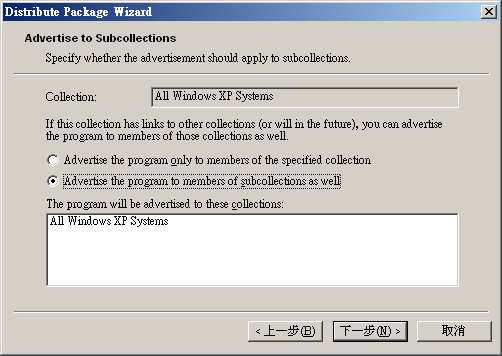 Distribute Package Wizard
Advertise to Subcollections
Specify whether the advertisement should apply to subcollections.
Collection: All Windows XP Systems
If this collection has links to other collections (or will in the future), you can advertise
the program to members of those collections as well.
Advertise the program only to members of the specified collection
Advertise the program to members of subcollections as well
The program will be advertised to these collections:
All Windows XP Systems
< 上一步(B) 下一步(N) > 取消